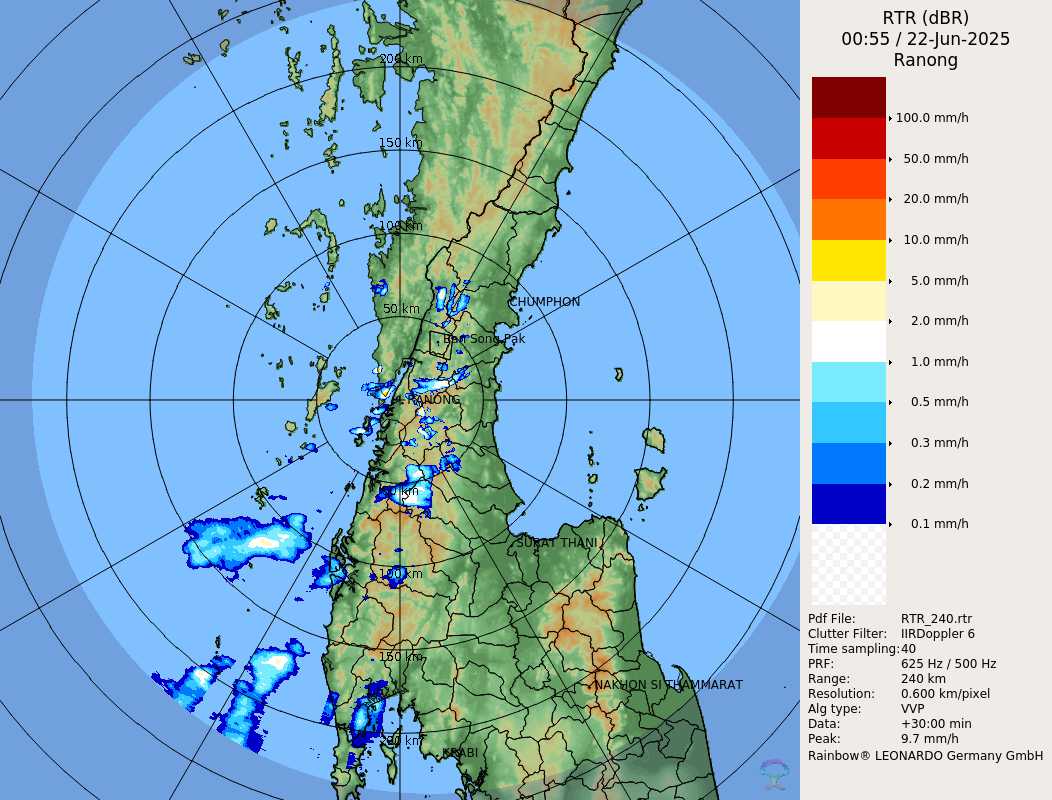 RTR (dBR)
00:55 / 22-Jun-2025
Ranong
100.0 mm/h
50.0 mm/h
20.0 mm/h
10.0 mm/h
5.0 mm/h
2.0 mm/h
1.0 mm/h
0.5 mm/h
0.3 mm/h
0.2 mm/h
0.1 mm/h
Pdf File: RTR_240.rtr
Clutter Filter: IIRDoppler 6
Time sampling: 40
PRF: 625 Hz / 500 Hz
Range: 240 km
Resolution: 0.600 km/pixel
Alg type: VVP
Data: +30:00 min
Peak: 9.7 mm/h
Rainbow® LEONARDO Germany GmbH
200 km
150 km
100 km
50 km
CHUMPHON
Ban Song Pak
RANONG
50 km
SURAT THANI
100 km
150 km
NAKHON SI THAMMARAT
200 km
KRABI